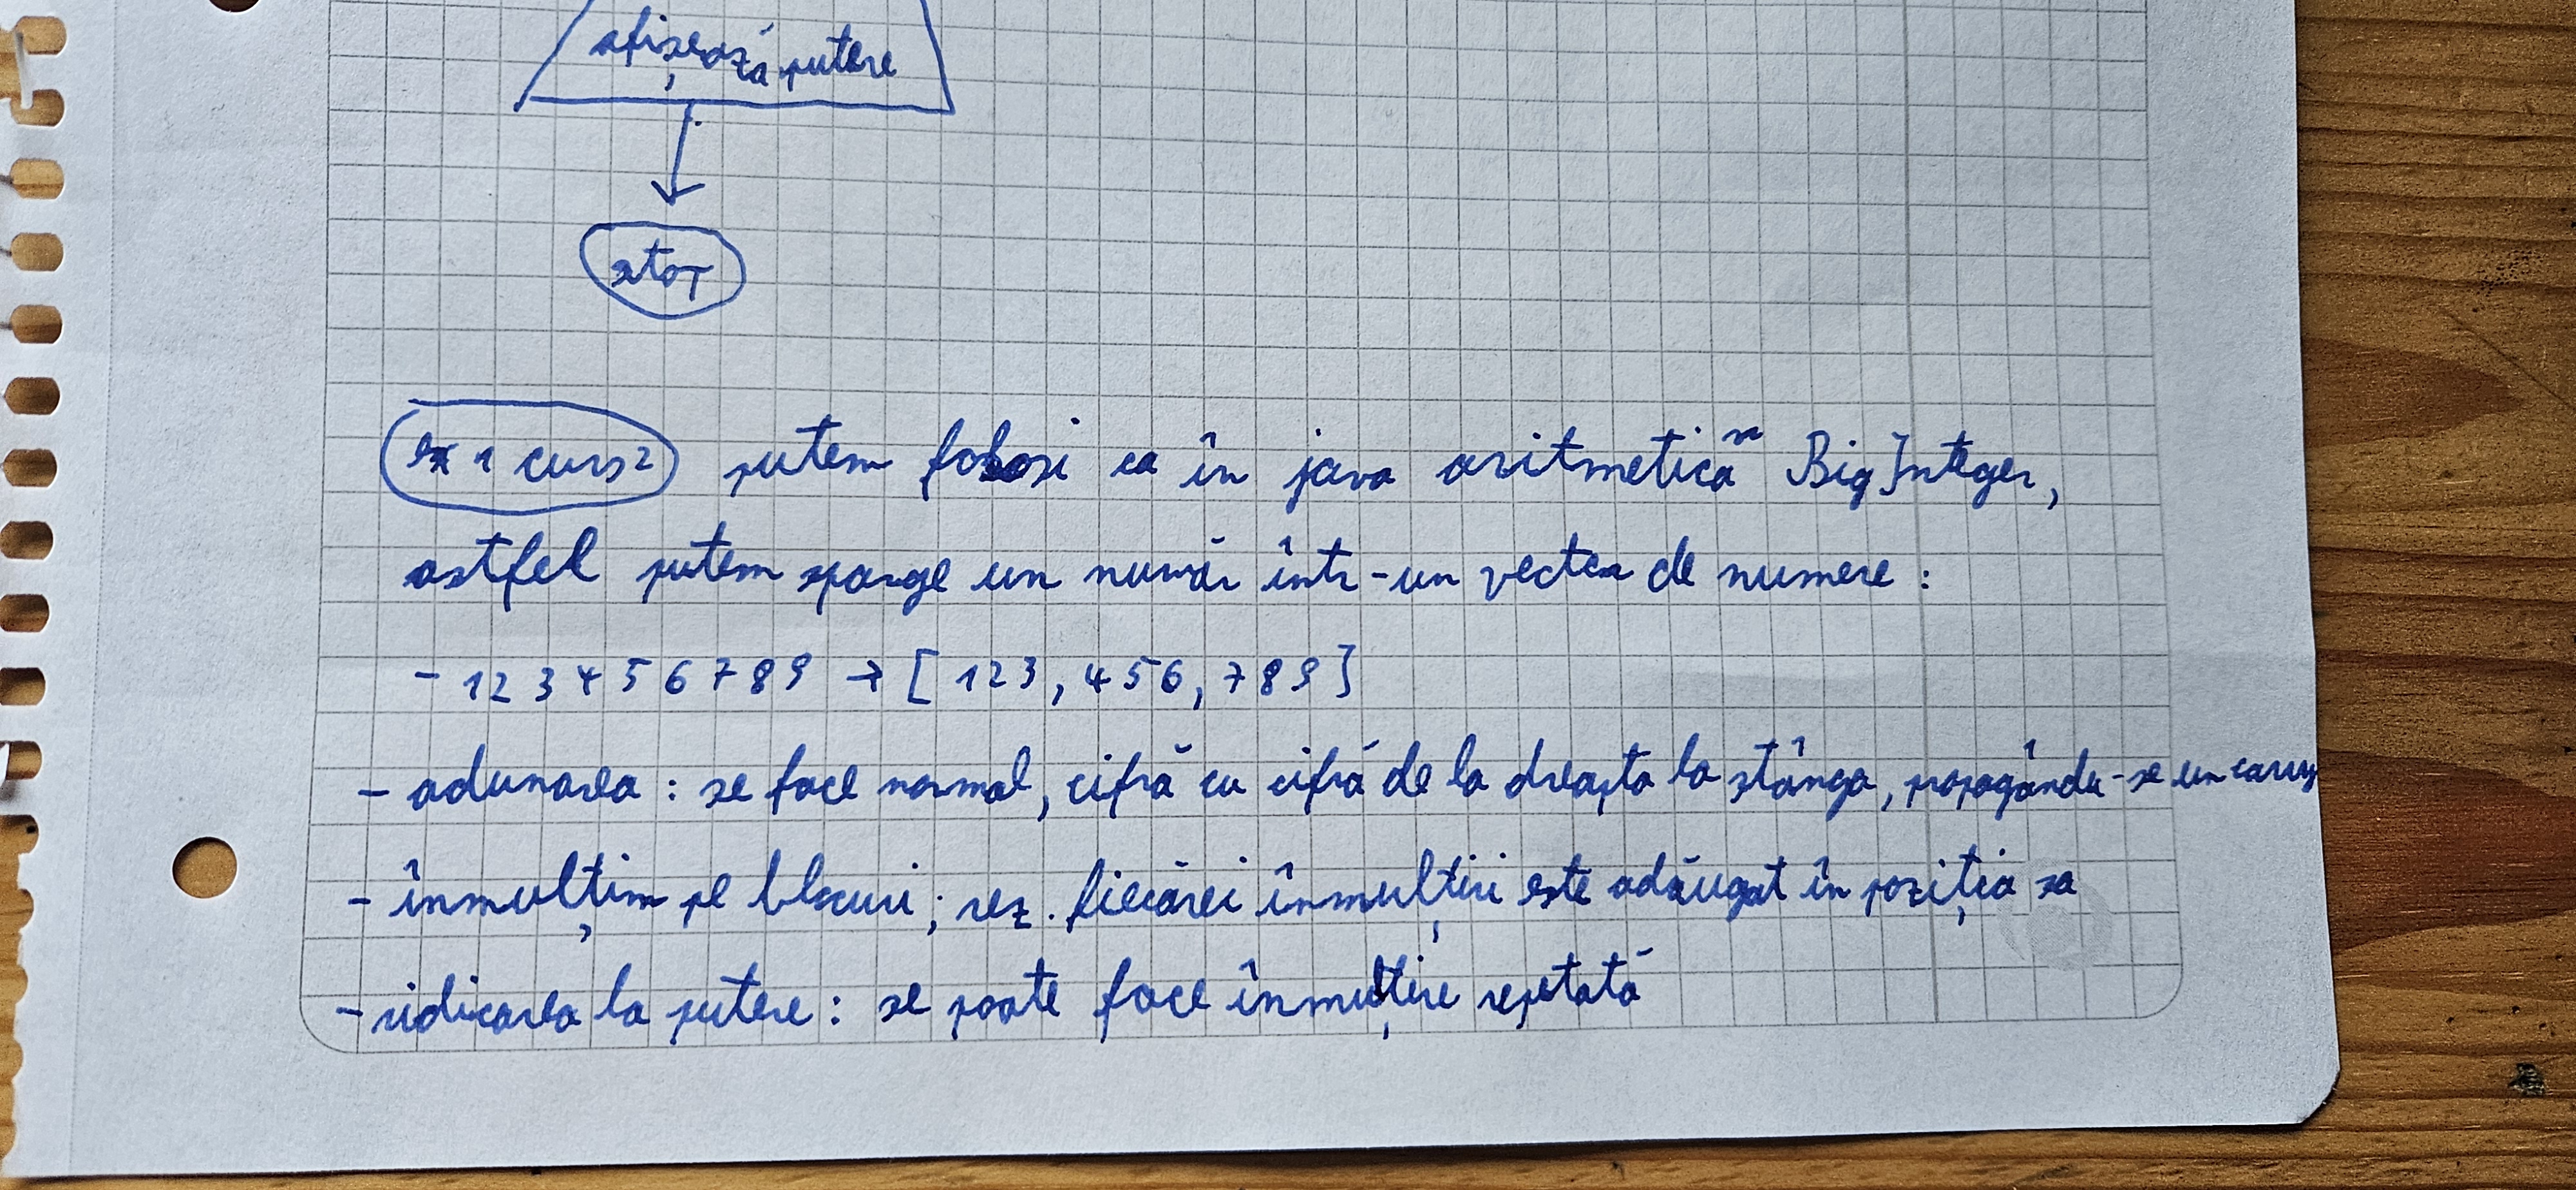 afișează putere
stop
ex 1 curs 2 putem folosi ca în java aritmetica BigInteger,
astfel putem sparge un număr într-un vector de numere :
- 123456789 → [123, 456, 789]
- adunarea : se face normal, cifră cu cifră de la dreapta la stânga, propagându-se un carry
- înmulțim pe blocuri; rez. fiecărei înmulțiri este adăugat în poziția sa
- ridicarea la putere : se poate face înmulțire repetată